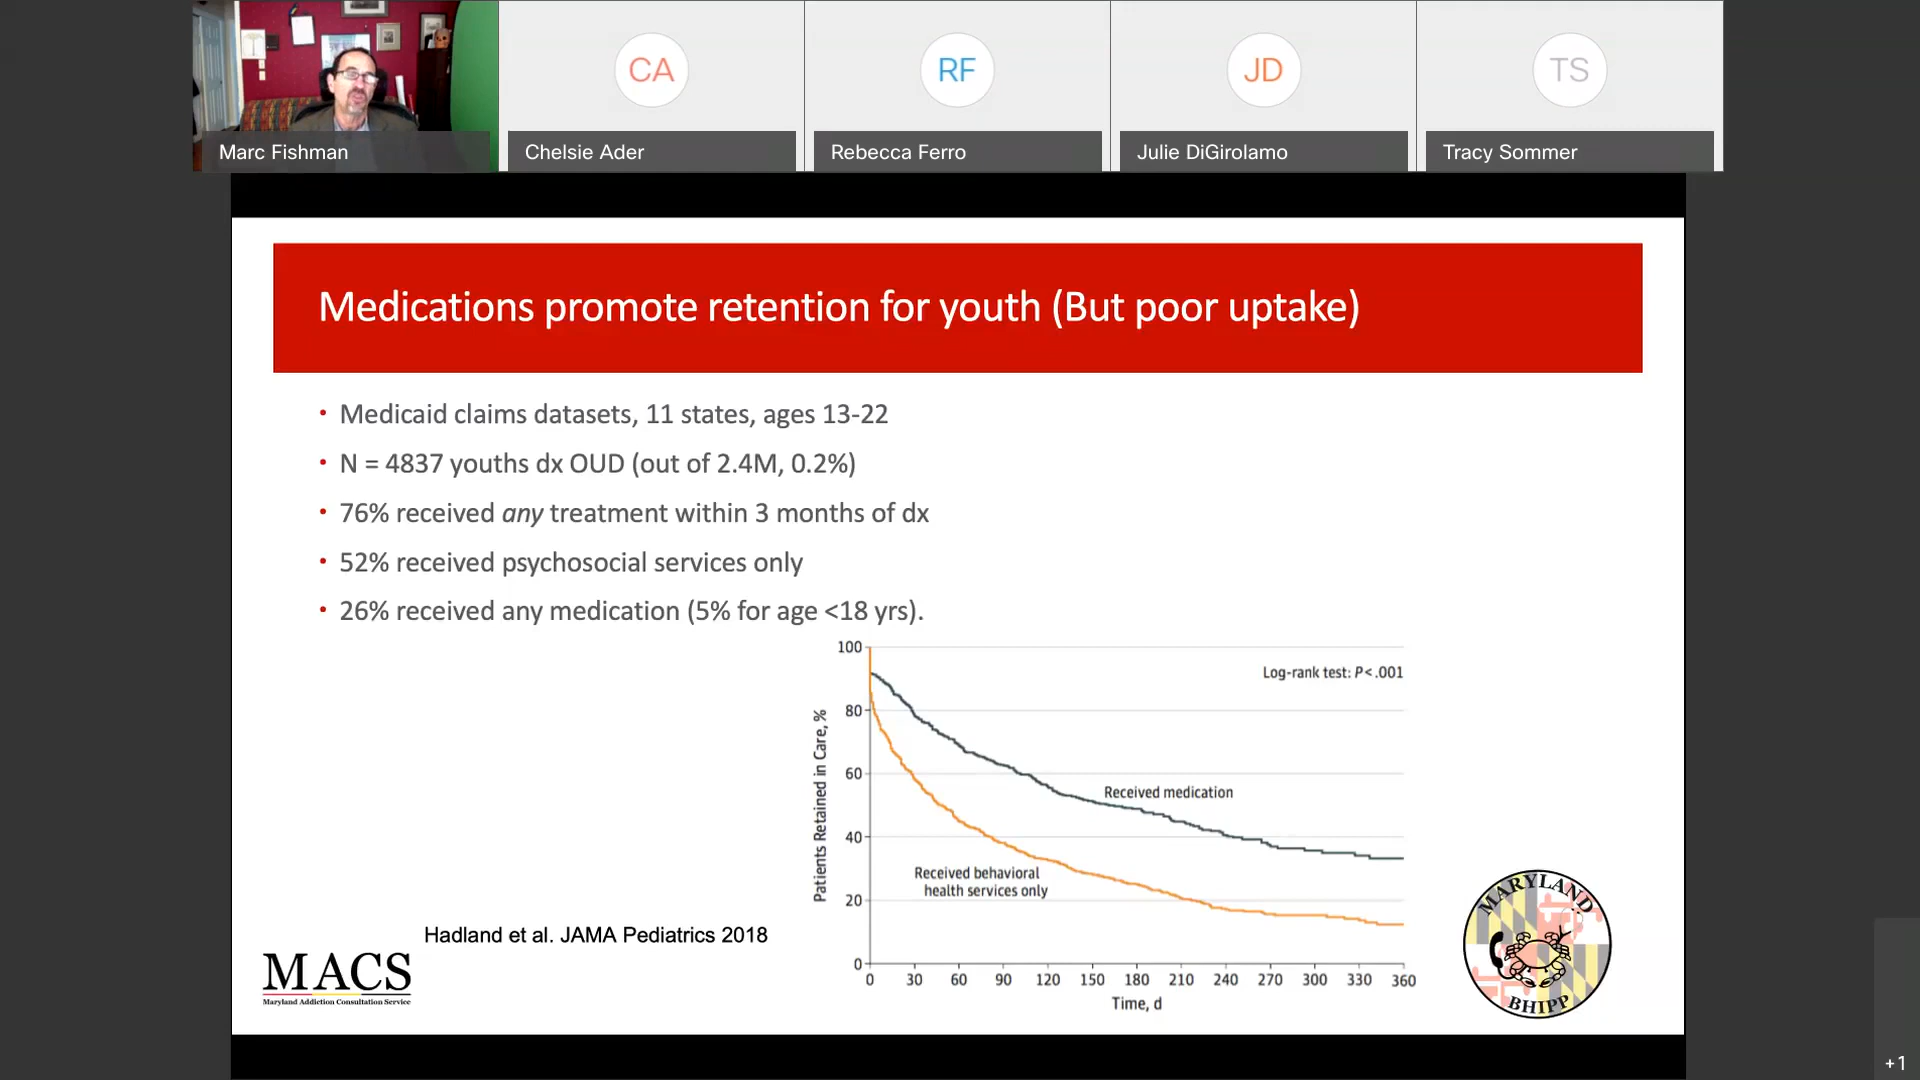 CA
RF
JD
TS
Marc Fishman
Chelsie Ader
Rebecca Ferro
Julie DiGirolamo
Tracy Sommer
Medications promote retention for youth (But poor uptake)
• Medicaid claims datasets, 11 states, ages 13-22
• N = 4837 youths dx OUD (out of 2.4M, 0.2%)
• 76% received any treatment within 3 months of dx
• 52% received psychosocial services only
• 26% received any medication (5% for age <18 yrs).
Patients Retained in Care, %
100
80
60
40
20
0
Log-rank test: P<.001
Received medication
Received behavioral
health services only
0 30 60 90 120 150 180 210 240 270 300 330 360
Time, d
Hadland et al. JAMA Pediatrics 2018
MACS
Maryland Addiction Consultation Service
MARYLAND
BHIPP
+1